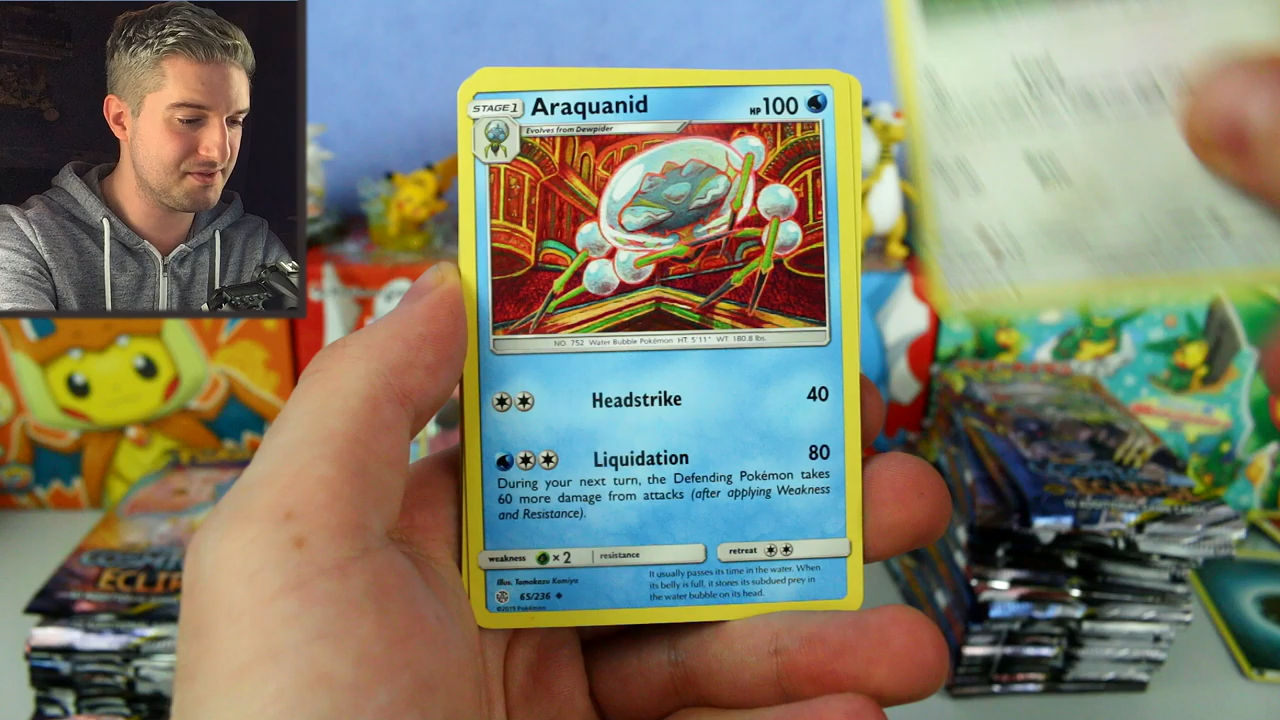 STAGE 1 Araquanid HP 100
Evolves from Dewpider
NO. 752 Water Bubble Pokémon HT. 5'11" WT. 180.8 lbs.
Headstrike 40
Liquidation 80
During your next turn, the Defending Pokémon takes
60 more damage from attacks (after applying Weakness
and Resistance).
weakness ×2 resistance retreat
Illus. Tomokazu Komiya
65/236
©2019 Pokémon
It usually passes its time in the water. When
its belly is full, it stores its subdued prey in
the water bubble on its head.